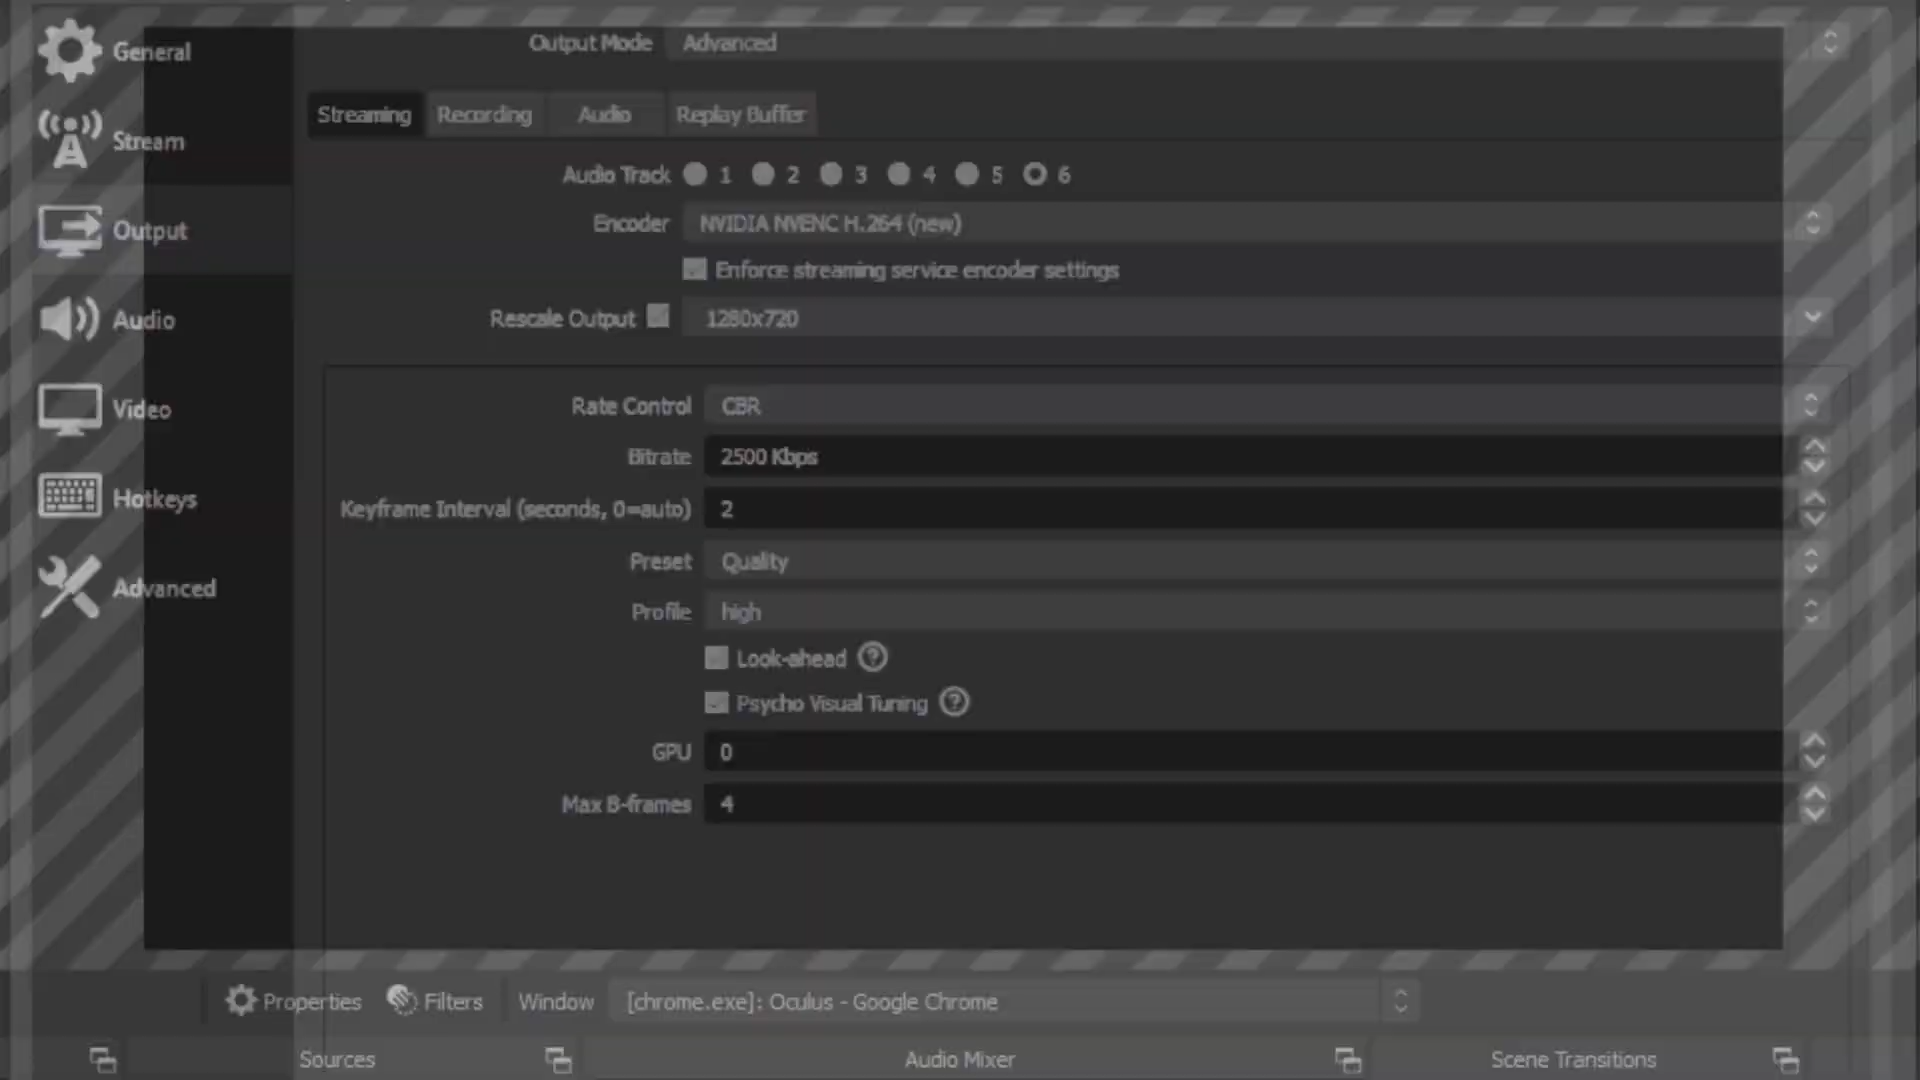 General
Stream
Output
Audio
Video
Hotkeys
Advanced
Output Mode Advanced
Streaming Recording Audio Replay Buffer
Audio Track 1 2 3 4 5 6
Encoder NVIDIA NVENC H.264 (new)
Enforce streaming service encoder settings
Rescale Output 1280x720
Rate Control CBR
Bitrate 2500 Kbps
Keyframe Interval (seconds, 0=auto) 2
Preset Quality
Profile high
Look-ahead ?
Psycho Visual Tuning ?
GPU 0
Max B-frames 4
Properties Filters Window [chrome.exe]: Oculus - Google Chrome
Sources Audio Mixer Scene Transitions